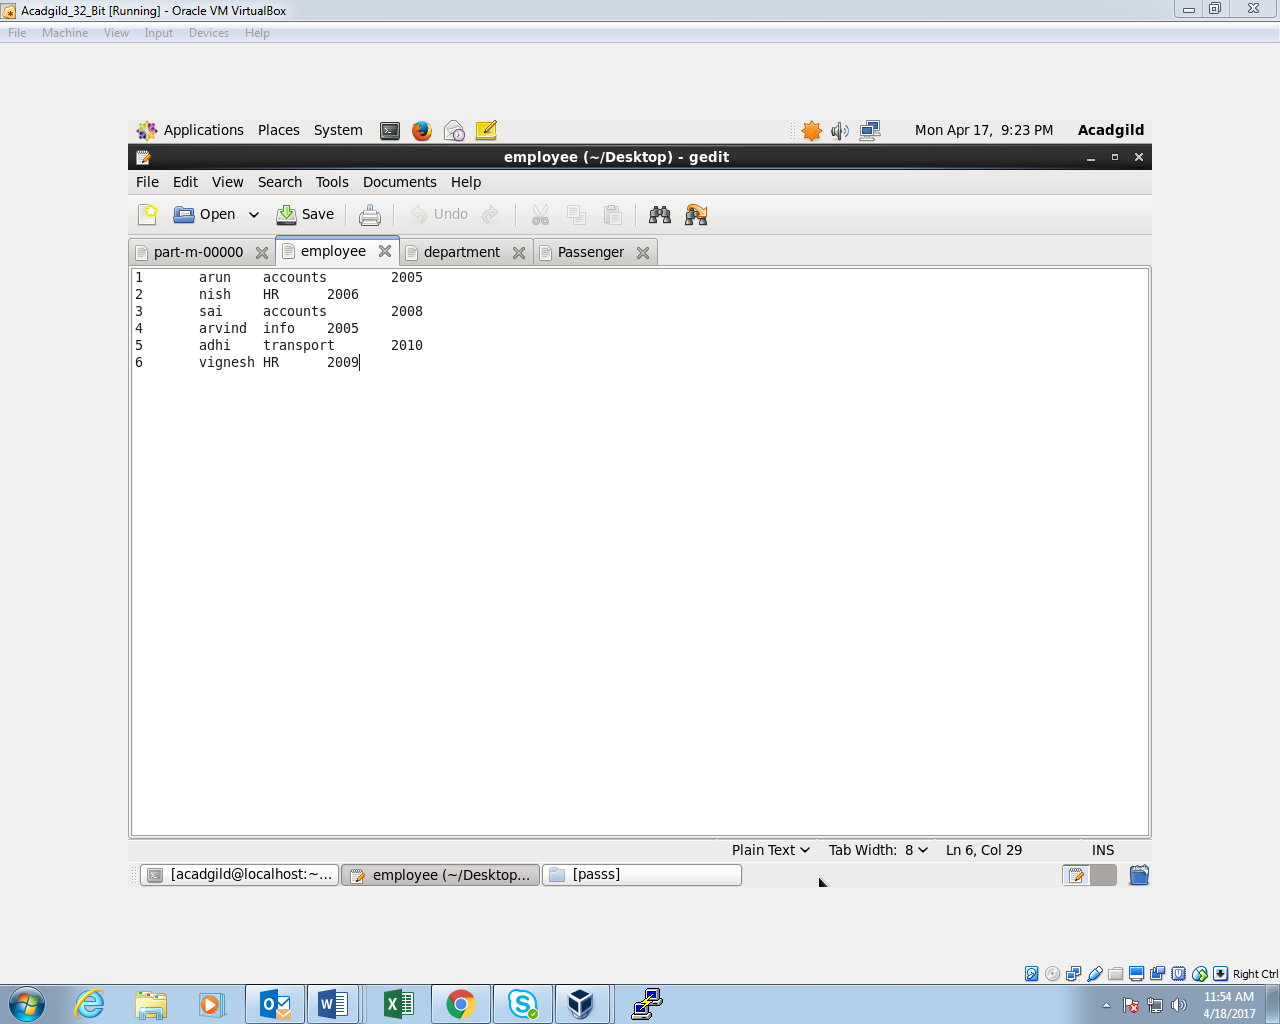 Acadgild_32_Bit [Running] - Oracle VM VirtualBox
File Machine View Input Devices Help
Applications Places System Mon Apr 17, 9:23 PM Acadgild
employee (~/Desktop) - gedit
File Edit View Search Tools Documents Help
Open Save Undo
part-m-00000 employee department Passenger
1 arun accounts 2005
2 nish HR 2006
3 sai accounts 2008
4 arvind info 2005
5 adhi transport 2010
6 vignesh HR 2009
Plain Text Tab Width: 8 Ln 6, Col 29 INS
[acadgild@localhost:~... employee (~/Desktop... [passs]
Right Ctrl
11:54 AM
4/18/2017